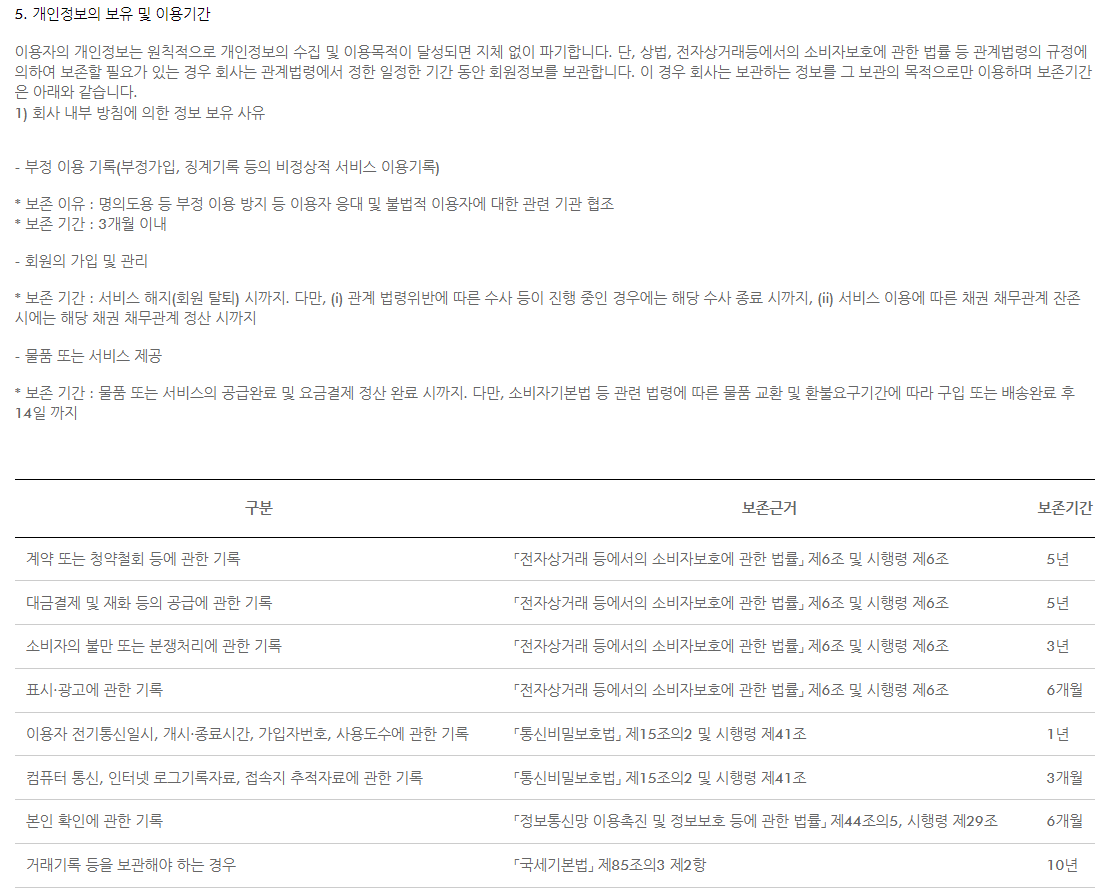 5. 개인정보의 보유 및 이용기간
이용자의 개인정보는 원칙적으로 개인정보의 수집 및 이용목적이 달성되면 지체 없이 파기합니다. 단, 상법, 전자상거래등에서의 소비자보호에 관한 법률 등 관계법령의 규정에
의하여 보존할 필요가 있는 경우 회사는 관계법령에서 정한 일정한 기간 동안 회원정보를 보관합니다. 이 경우 회사는 보관하는 정보를 그 보관의 목적으로만 이용하며 보존기간
은 아래와 같습니다.
1) 회사 내부 방침에 의한 정보 보유 사유
- 부정 이용 기록(부정가입, 징계기록 등의 비정상적 서비스 이용기록)
* 보존 이유 : 명의도용 등 부정 이용 방지 등 이용자 응대 및 불법적 이용자에 대한 관련 기관 협조
* 보존 기간 : 3개월 이내
- 회원의 가입 및 관리
* 보존 기간 : 서비스 해지(회원 탈퇴) 시까지. 다만, (i) 관계 법령위반에 따른 수사 등이 진행 중인 경우에는 해당 수사 종료 시까지, (ii) 서비스 이용에 따른 채권 채무관계 잔존
시에는 해당 채권 채무관계 정산 시까지
- 물품 또는 서비스 제공
* 보존 기간 : 물품 또는 서비스의 공급완료 및 요금결제 정산 완료 시까지. 다만, 소비자기본법 등 관련 법령에 따른 물품 교환 및 환불요구기간에 따라 구입 또는 배송완료 후
14일 까지
구분 보존근거 보존기간
계약 또는 청약철회 등에 관한 기록 「전자상거래 등에서의 소비자보호에 관한 법률」 제6조 및 시행령 제6조 5년
대금결제 및 재화 등의 공급에 관한 기록 「전자상거래 등에서의 소비자보호에 관한 법률」 제6조 및 시행령 제6조 5년
소비자의 불만 또는 분쟁처리에 관한 기록 「전자상거래 등에서의 소비자보호에 관한 법률」 제6조 및 시행령 제6조 3년
표시·광고에 관한 기록 「전자상거래 등에서의 소비자보호에 관한 법률」 제6조 및 시행령 제6조 6개월
이용자 전기통신일시, 개시·종료시간, 가입자번호, 사용도수에 관한 기록 「통신비밀보호법」 제15조의2 및 시행령 제41조 1년
컴퓨터 통신, 인터넷 로그기록자료, 접속지 추적자료에 관한 기록 「통신비밀보호법」 제15조의2 및 시행령 제41조 3개월
본인 확인에 관한 기록 「정보통신망 이용촉진 및 정보보호 등에 관한 법률」 제44조의5, 시행령 제29조 6개월
거래기록 등을 보관해야 하는 경우 「국세기본법」 제85조의3 제2항 10년